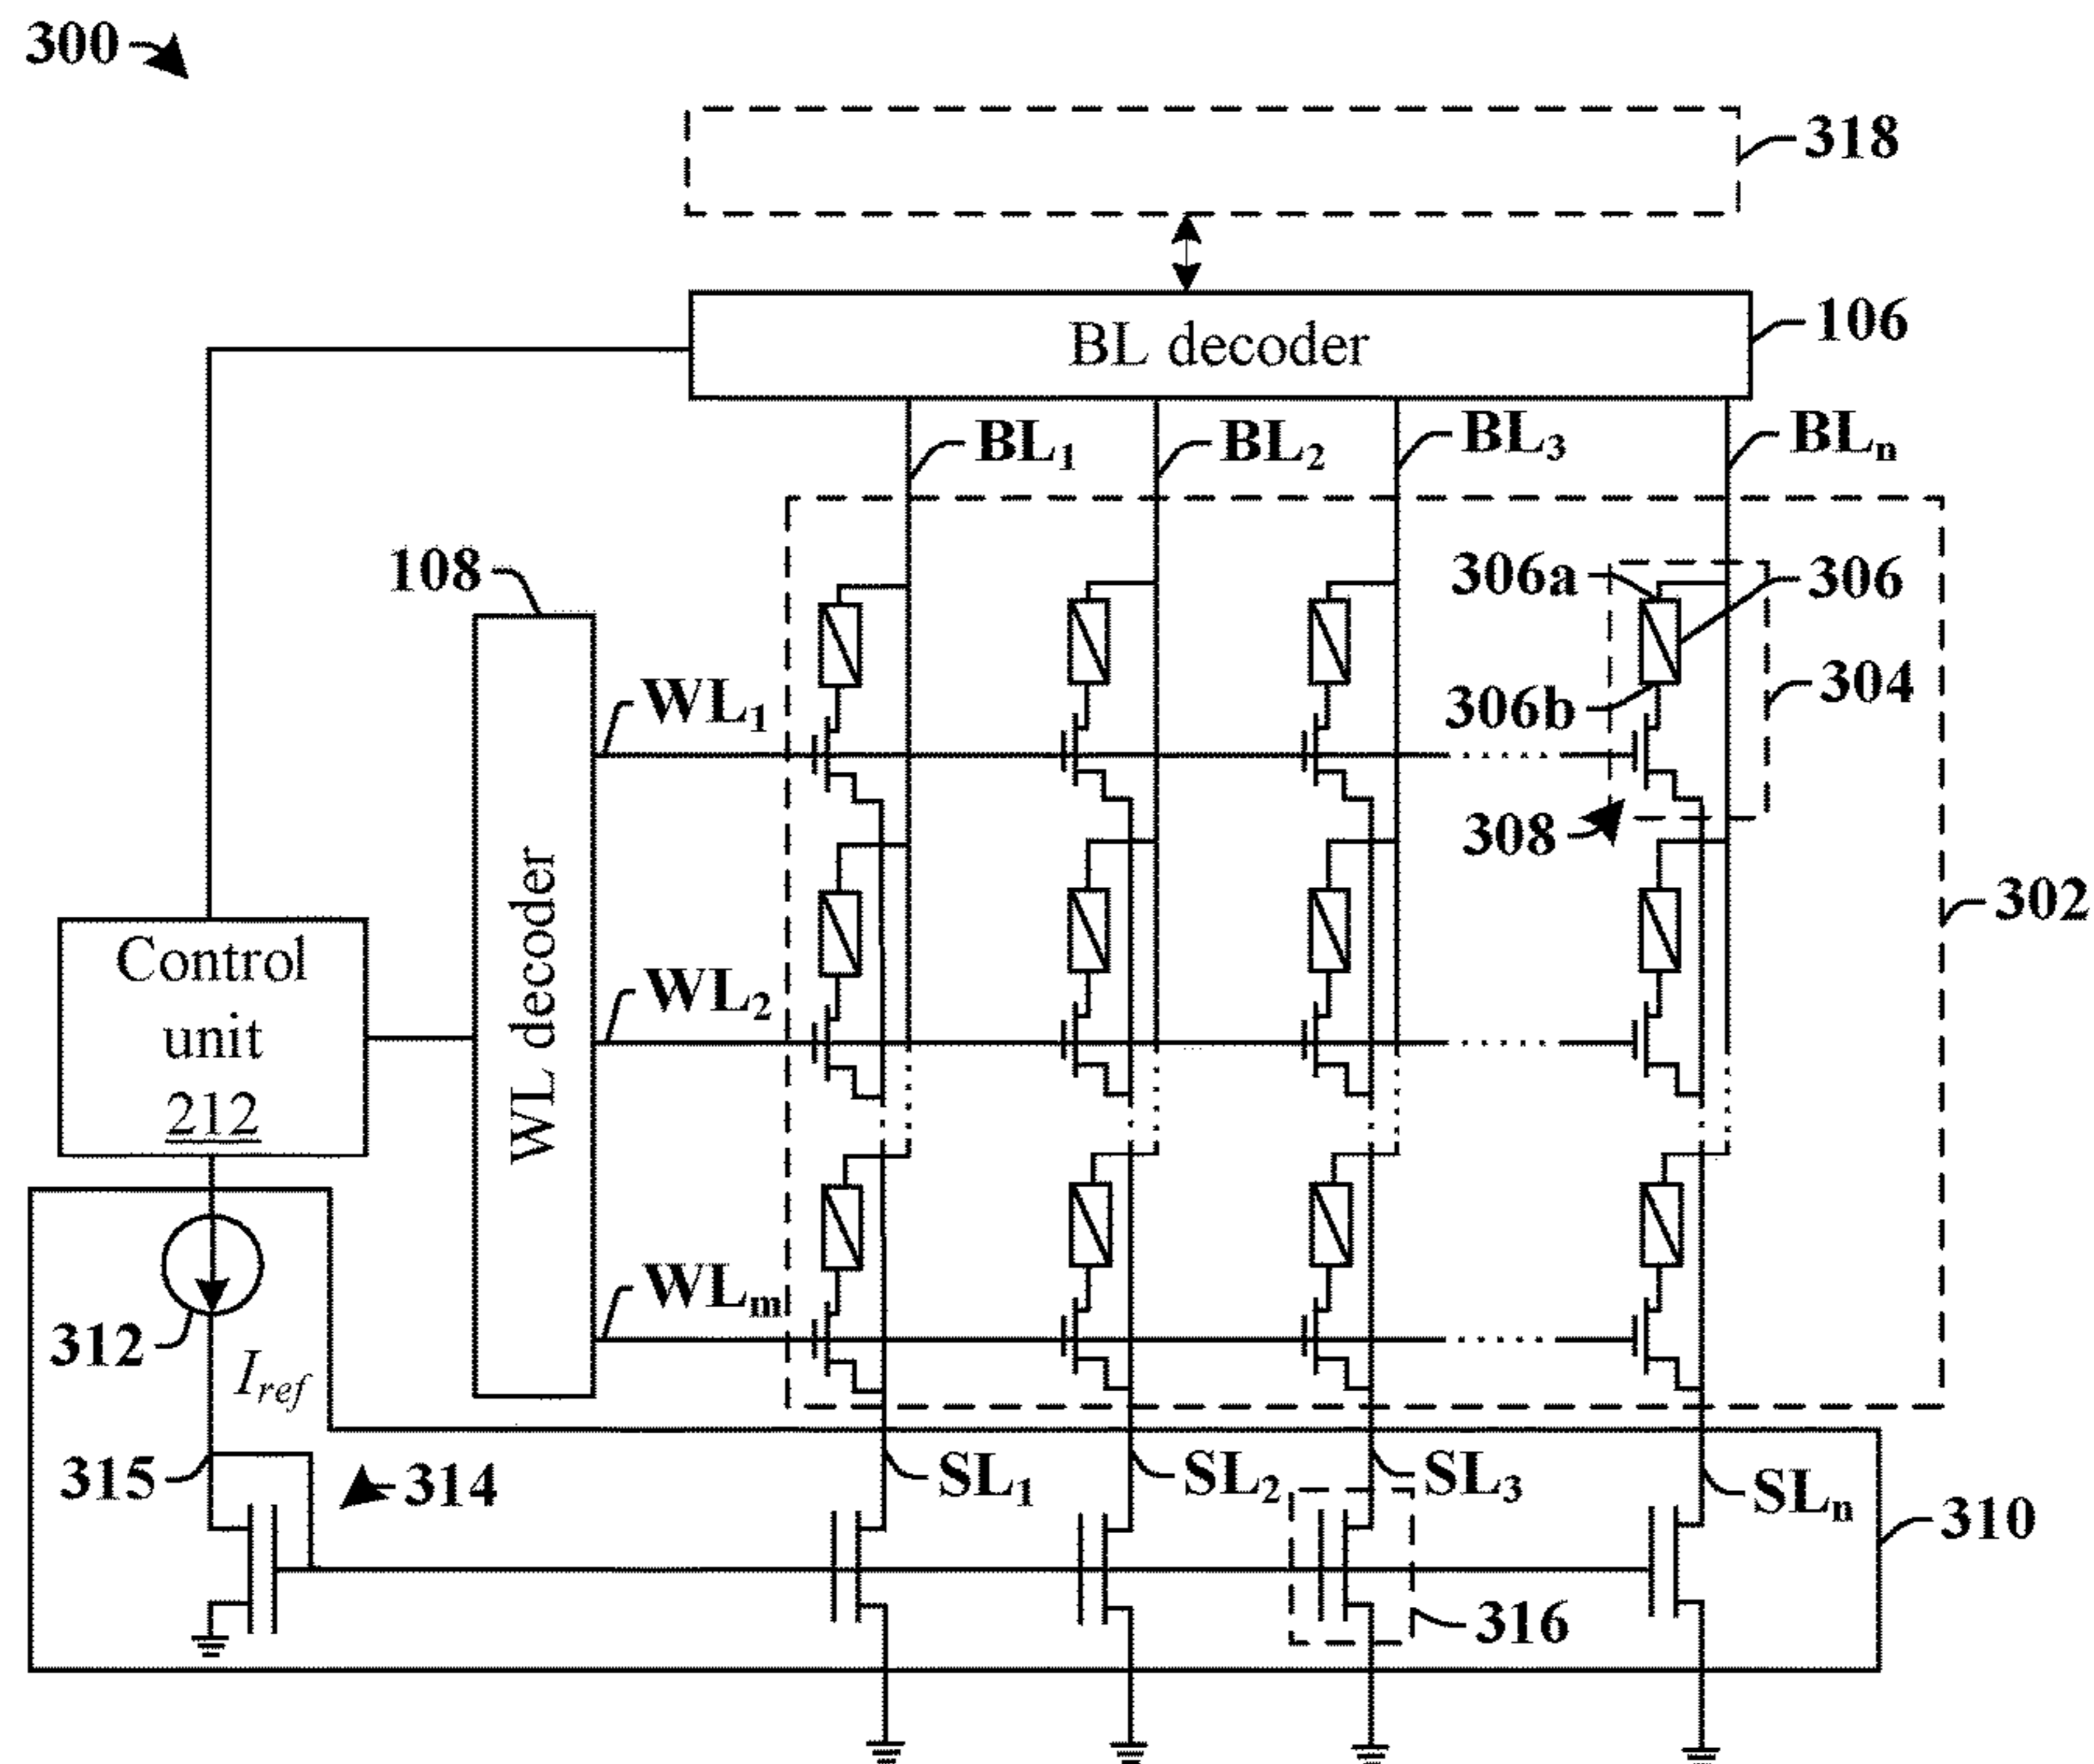 300
318
BL decoder
106
BL₁
BL₂
BL₃
BLₙ
108
306a
306
WL₁
306b
304
308
302
Control
unit
212
WL decoder
WL₂
312
WLₘ
I_ref
315
314
SL₁
SL₂
SL₃
SLₙ
310
316